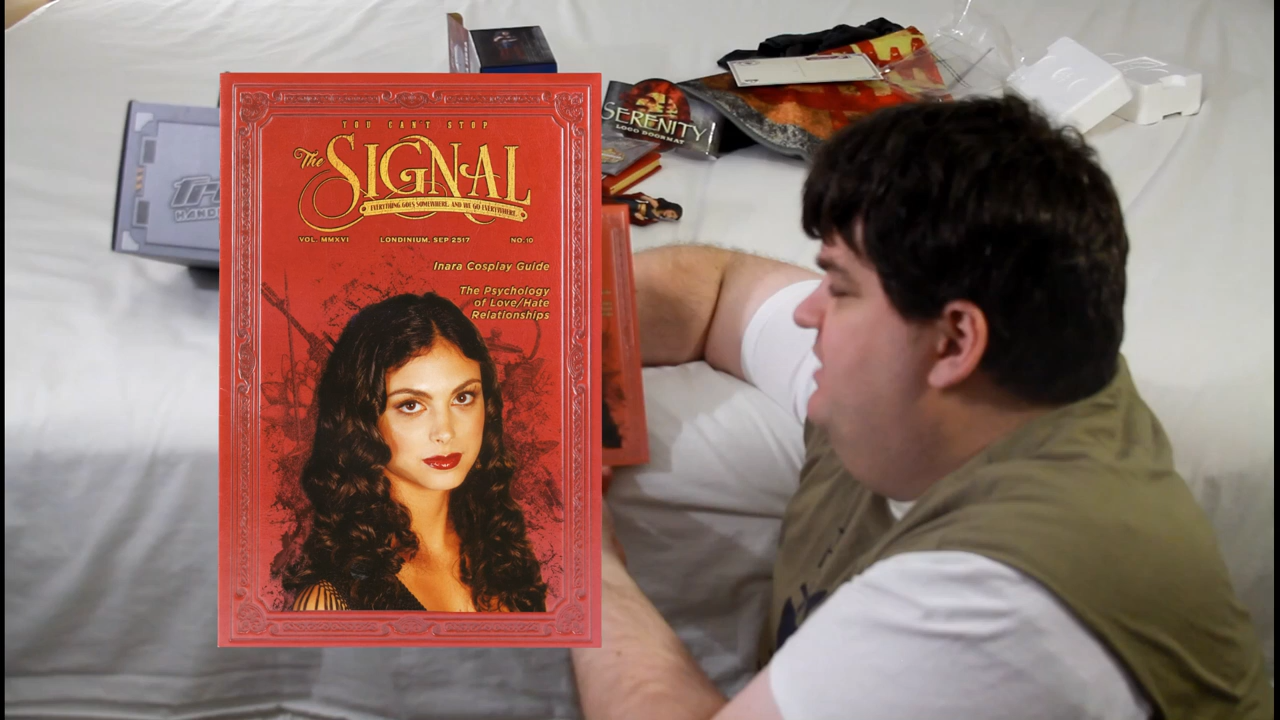 YOU CAN'T STOP
The SIGNAL
EVERYTHING GOES SOMEWHERE. AND WE GO EVERYWHERE.
VOL. MMXVI
LONDINIUM, SEP 2517
NO:10
Inara Cosplay Guide
The Psychology
of Love/Hate
Relationships
SERENITY
LOGO DOORMAT